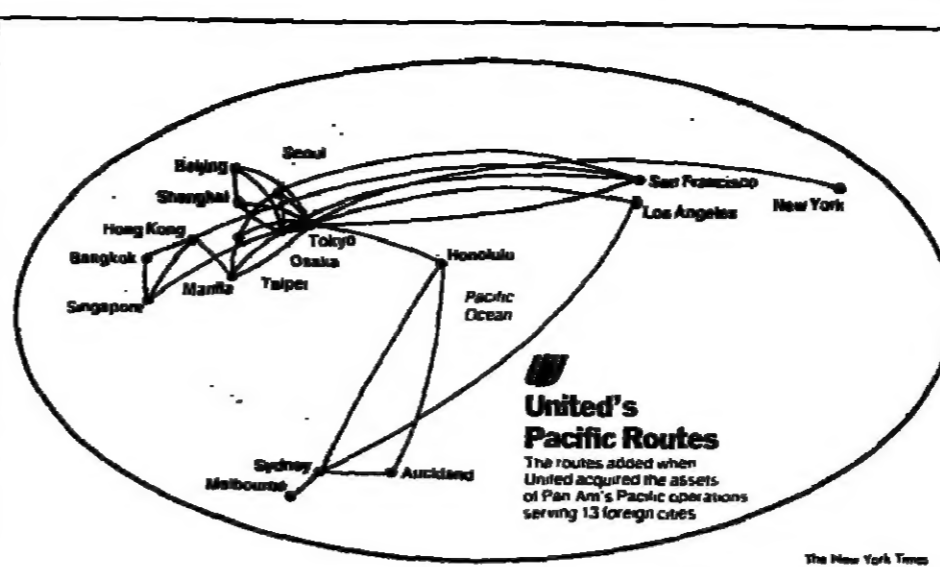 Beijing
Seoul
Shanghai
Hong Kong
Bangkok
Singapore
Manila
Taipei
Osaka
Tokyo
San Francisco
Los Angeles
New York
Honolulu
Pacific
Ocean
United's
Pacific Routes
The routes added when
United acquired the assets
of Pan Am's Pacific operations
serving 13 foreign cities
Sydney
Melbourne
Auckland
The New York Times